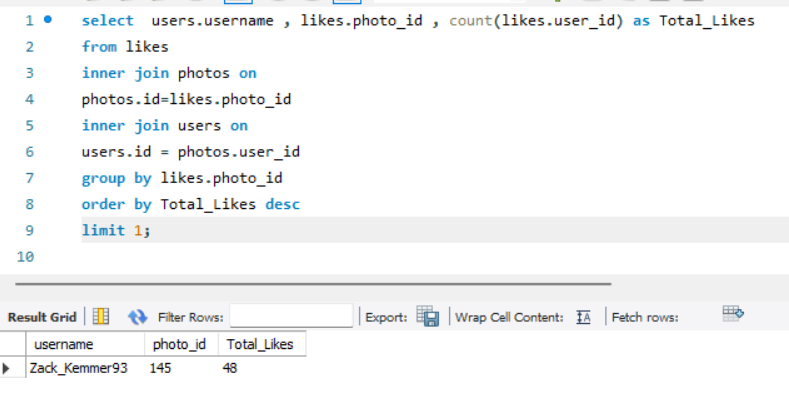 1 select users.username , likes.photo_id , count(likes.user_id) as Total_Likes
2 from likes
3 inner join photos on
4 photos.id=likes.photo_id
5 inner join users on
6 users.id = photos.user_id
7 group by likes.photo_id
8 order by Total_Likes desc
9 limit 1;
10
Result Grid Filter Rows: Export: Wrap Cell Content: IA Fetch rows:
username photo_id Total_Likes
Zack_Kemmer93 145 48